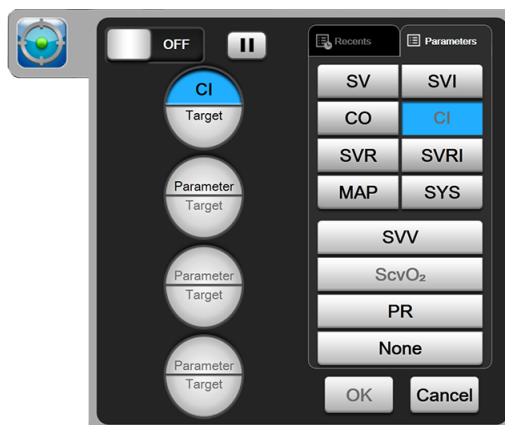 OFF
Recents
Parameters
CI
Target
Parameter
Target
Parameter
Target
Parameter
Target
SV
SVI
CO
CI
SVR
SVRI
MAP
SYS
SVV
ScvO₂
PR
None
OK
Cancel